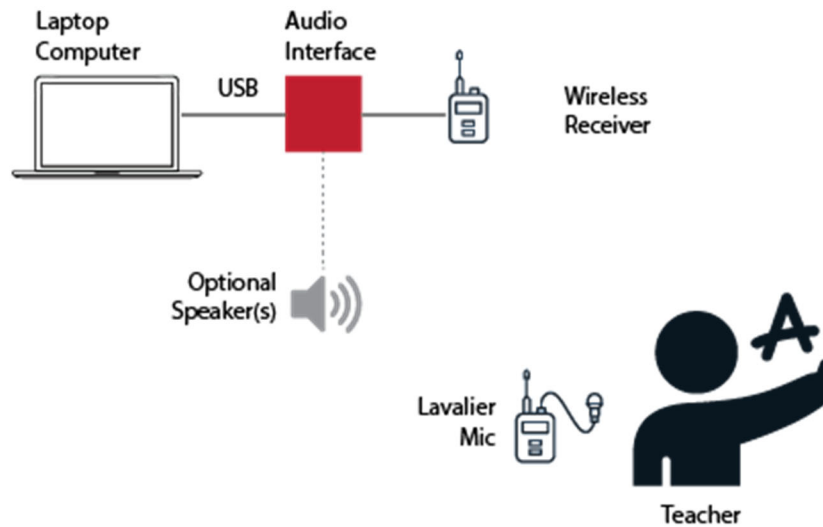 Laptop
Computer
Audio
Interface
USB
Wireless
Receiver
Optional
Speaker(s)
Lavalier
Mic
A
Teacher